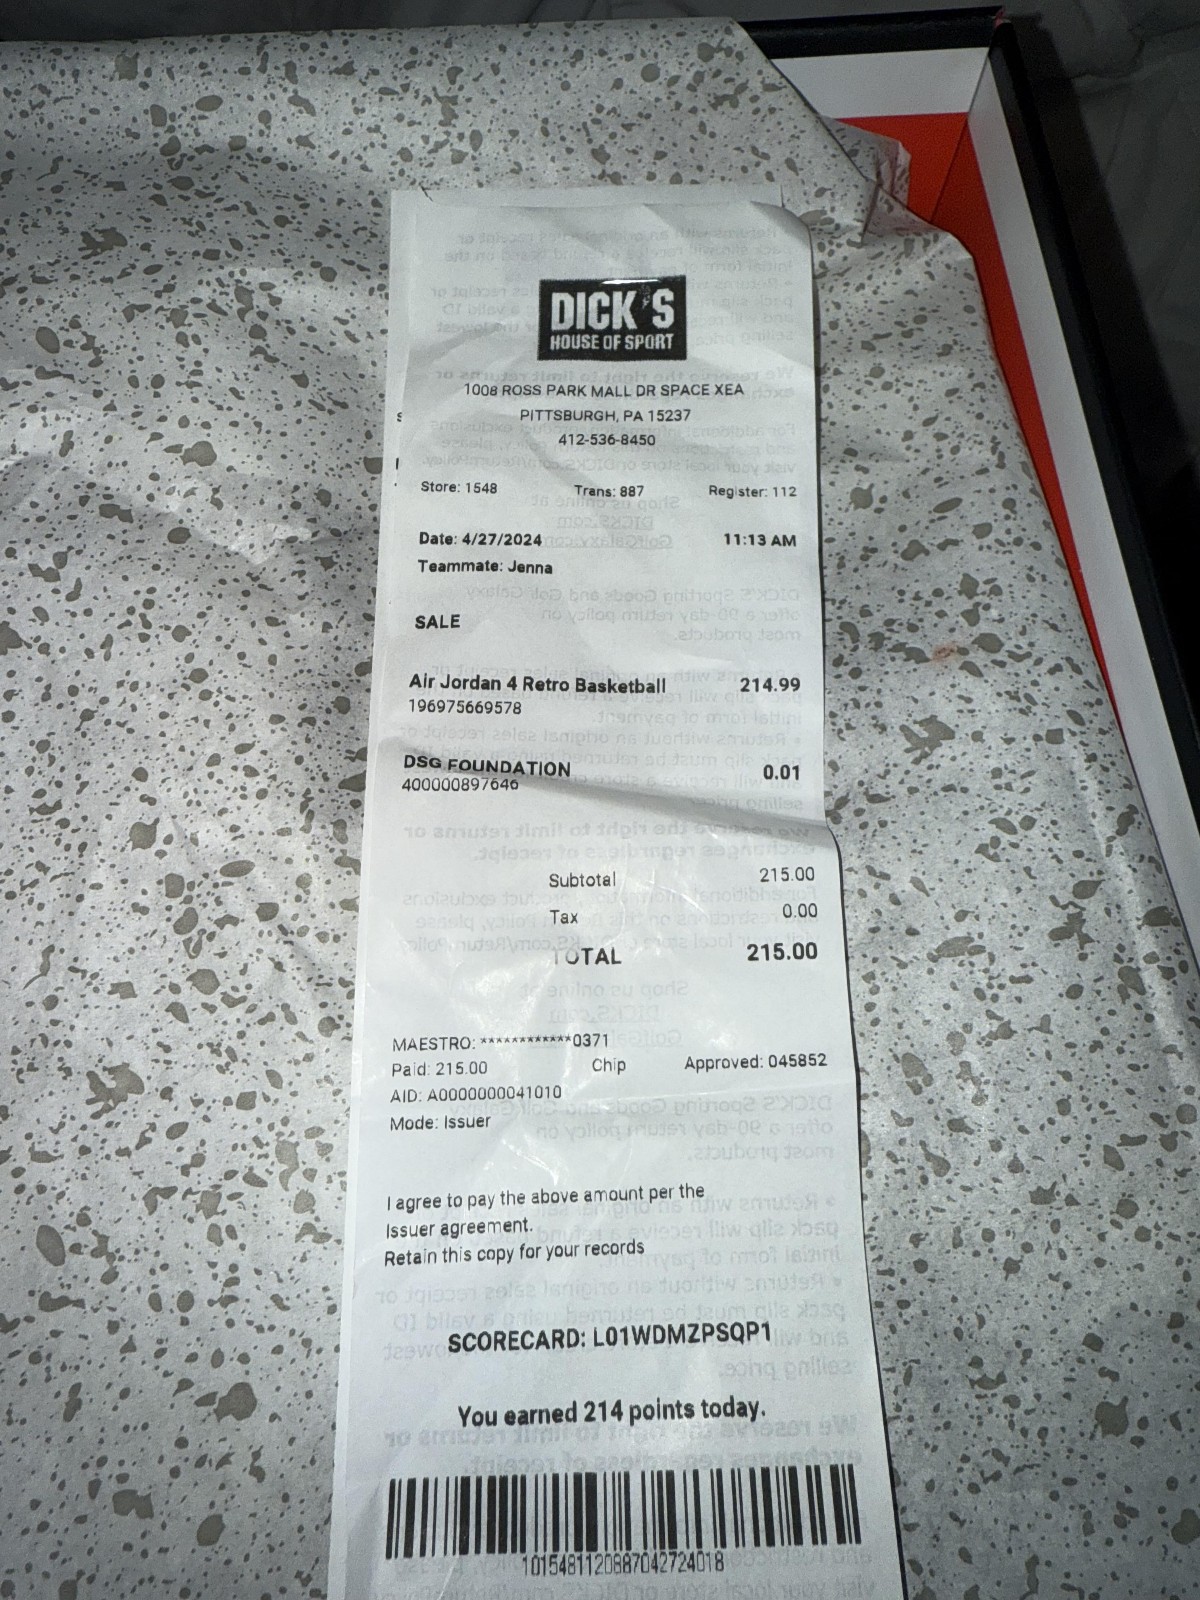 DICK'S
HOUSE OF SPORT
1008 ROSS PARK MALL DR SPACE XEA
PITTSBURGH, PA 15237
412-536-8450
Store: 1548 Trans: 887 Register: 112
Date: 4/27/2024 11:13 AM
Teammate: Jenna
SALE
Air Jordan 4 Retro Basketball 214.99
196975669578
DSG FOUNDATION 0.01
400000897646
Subtotal 215.00
Tax 0.00
TOTAL 215.00
MAESTRO: ************0371
Paid: 215.00 Chip Approved: 045852
AID: A0000000041010
Mode: Issuer
I agree to pay the above amount per the
Issuer agreement.
Retain this copy for your records
SCORECARD: L01WDMZPSQP1
You earned 214 points today.
1015481120887042724018